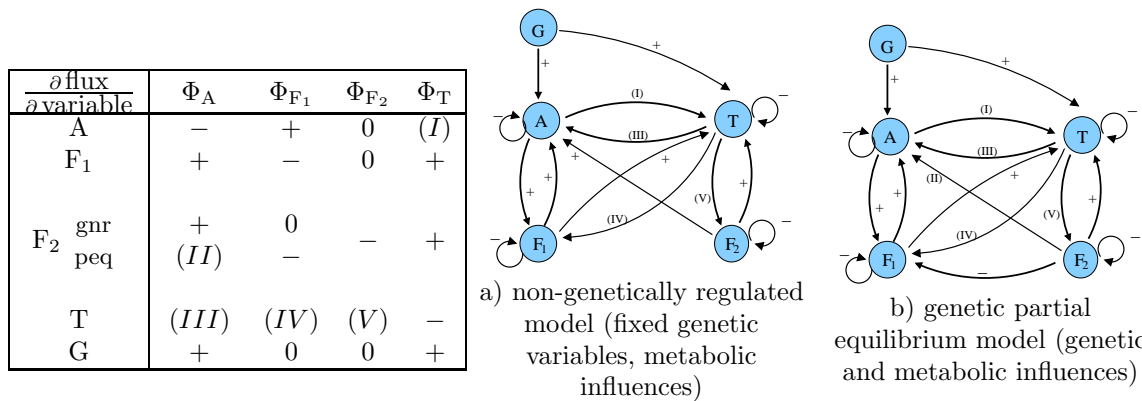 ∂ flux
∂ variable Φ_A Φ_F₁ Φ_F₂ Φ_T
A − + 0 (I)
F₁ + − 0 +
F₂ gnr + 0 − +
peq (II) −
T (III) (IV) (V) −
G + 0 0 +
G
+
+
(I)
−
A
(III)
T
−
+
+
+
+
(V)
+
(IV)
−
F₁
F₂
−
a) non-genetically regulated
model (fixed genetic
variables, metabolic
influences)
G
+
+
(I)
−
A
(III)
T
−
(II)
+
+
+
(V)
+
(IV)
−
F₁
−
F₂
−
b) genetic partial
equilibrium model (genetic
and metabolic influences)